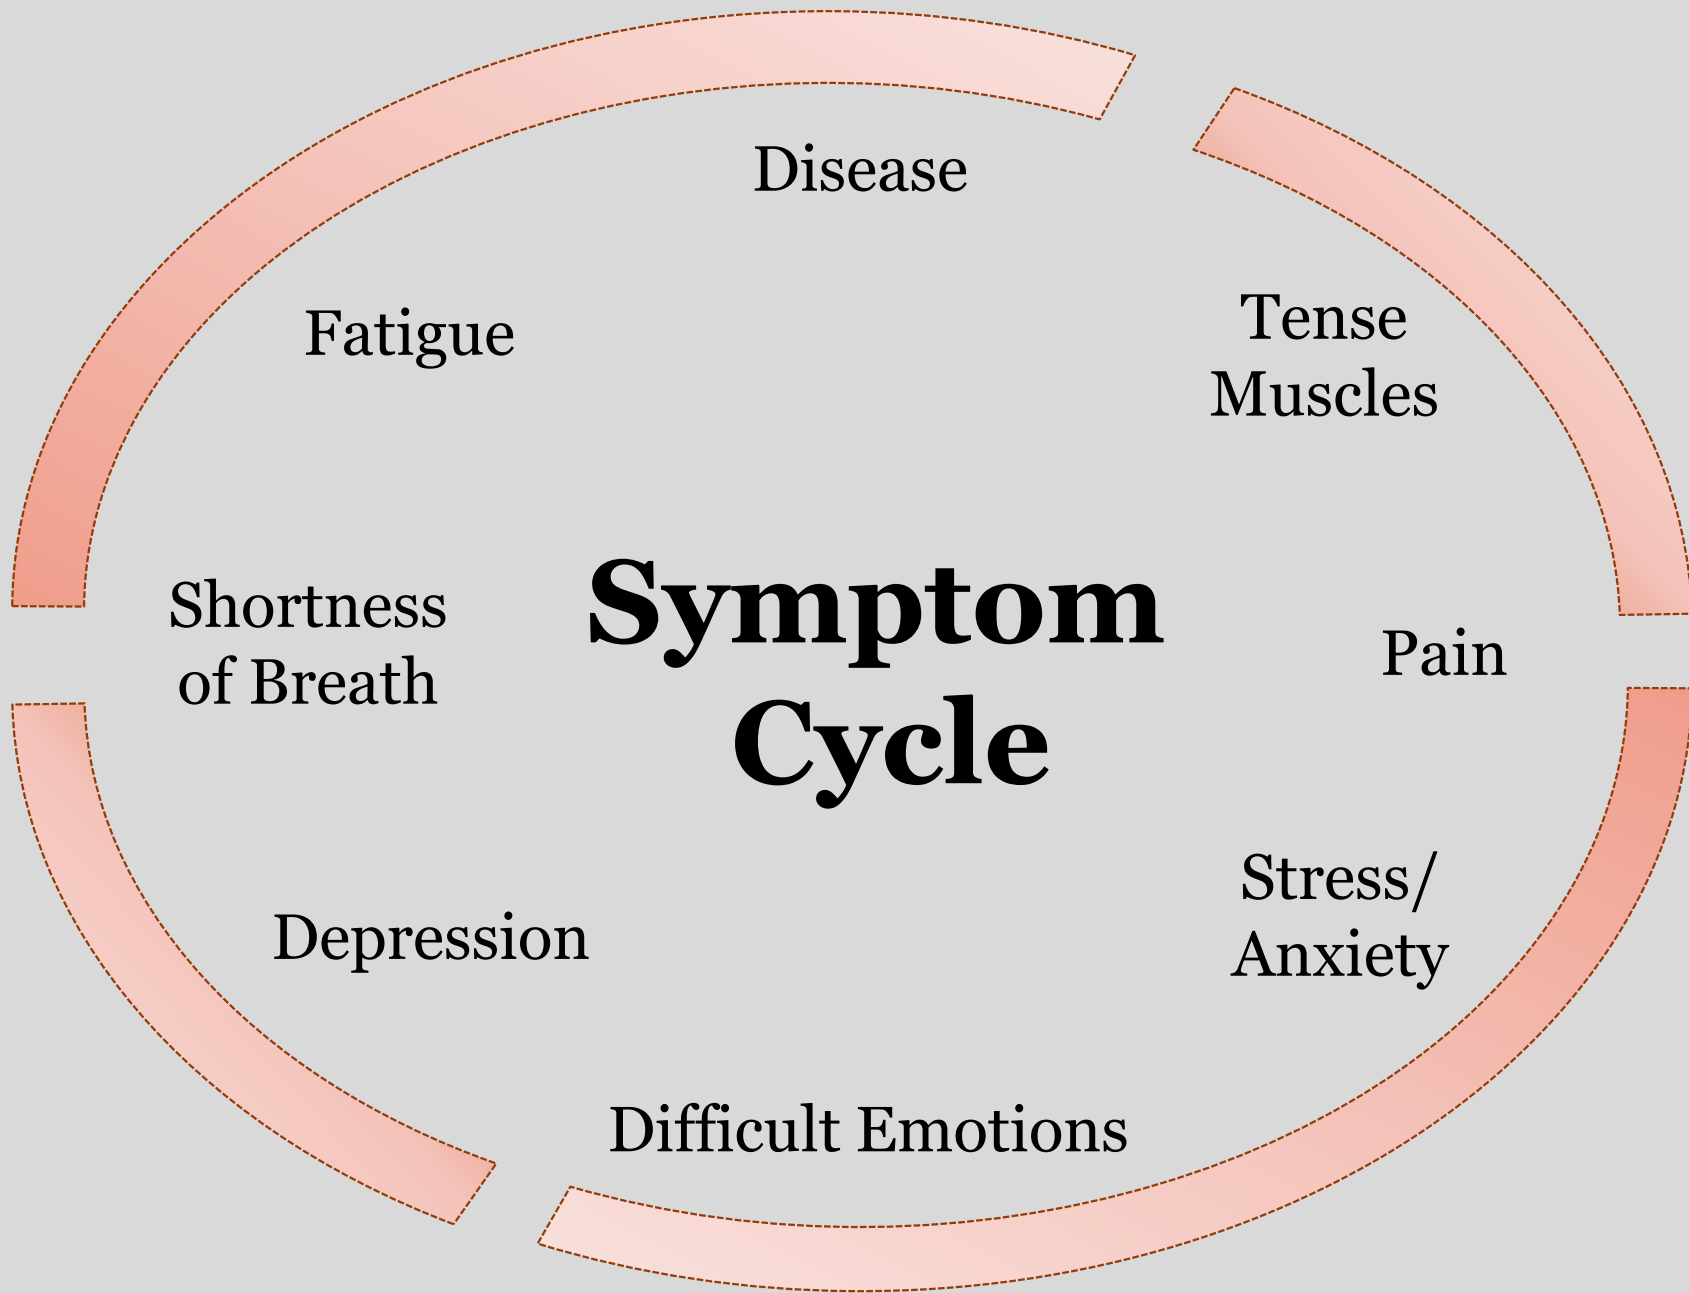 Disease
Tense
Muscles
Pain
Stress/
Anxiety
Difficult Emotions
Depression
Shortness
of Breath
Fatigue
Symptom
Cycle